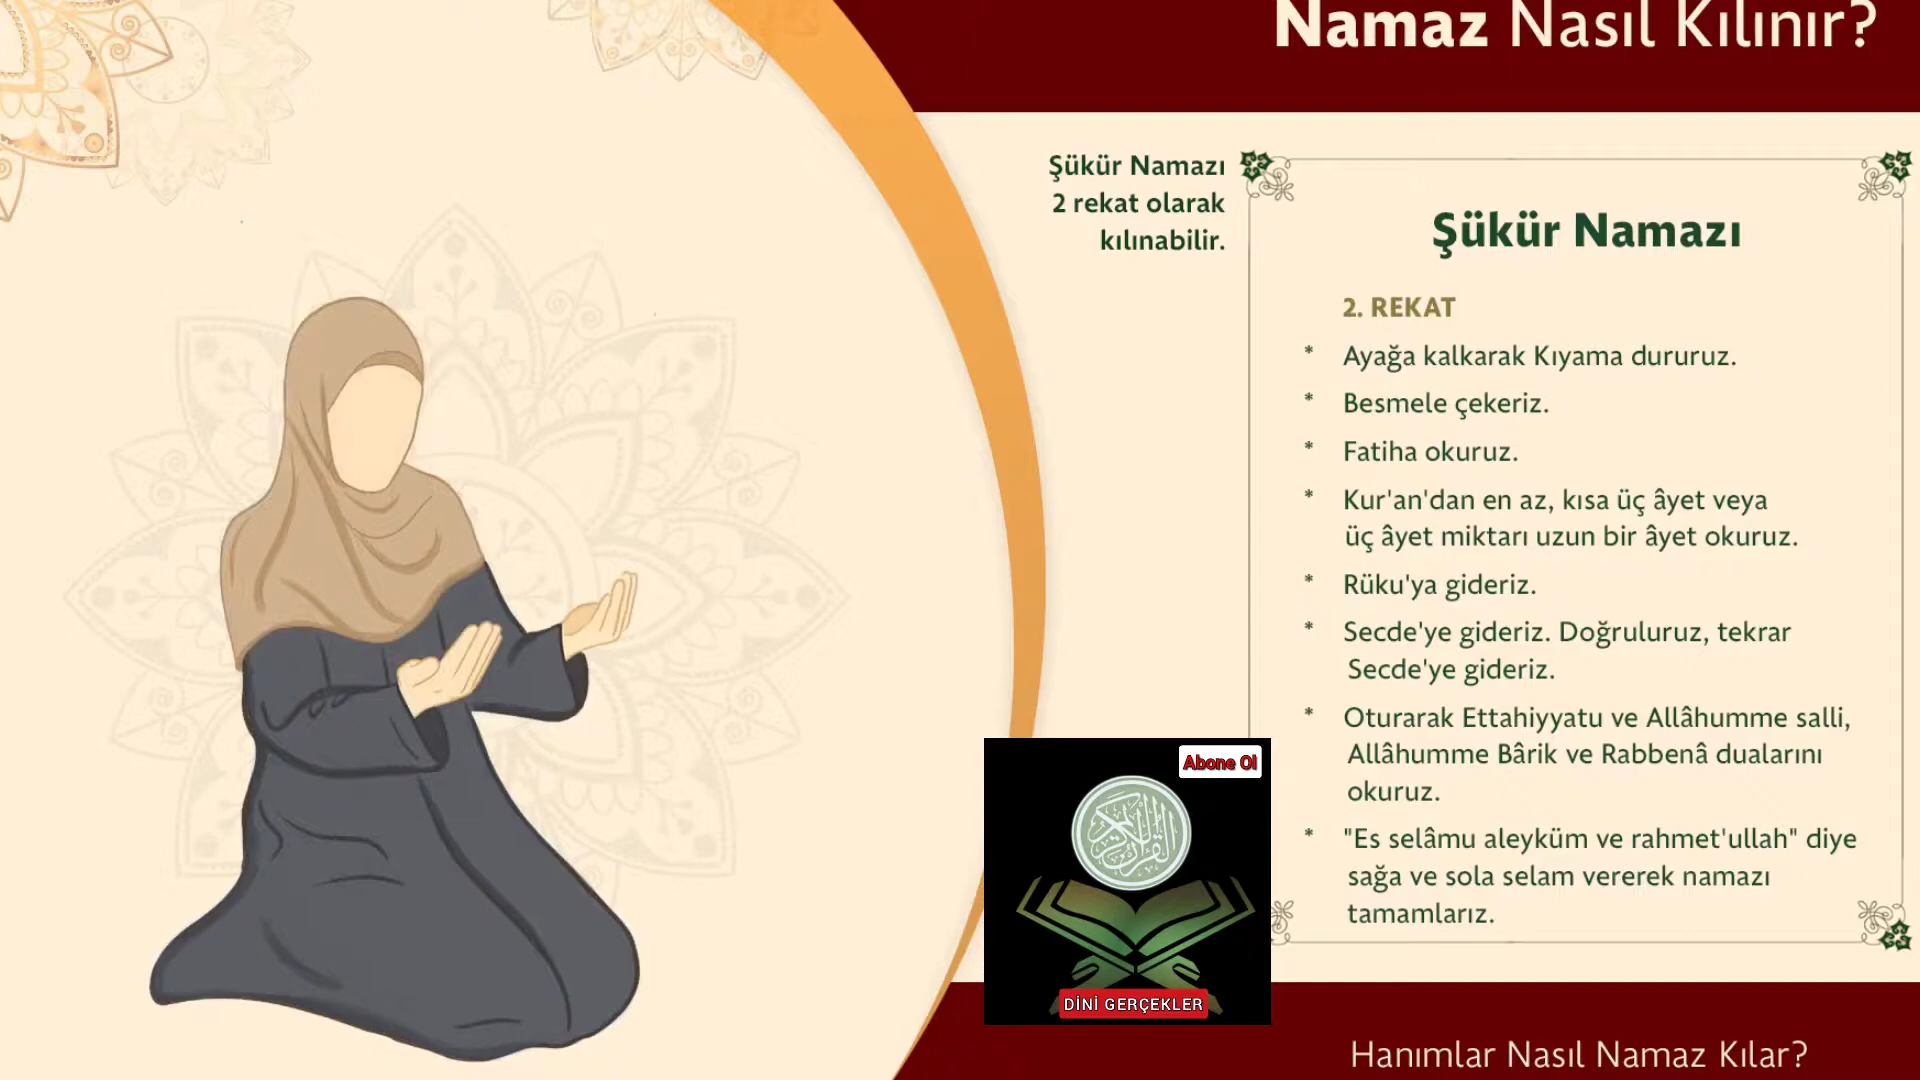 Namaz Nasıl Kılınır?
Şükür Namazı
2 rekat olarak
kılınabilir.
Şükür Namazı
2. REKAT
* Ayağa kalkarak Kıyama dururuz.
* Besmele çekeriz.
* Fatiha okuruz.
* Kur'an'dan en az, kısa üç âyet veya
üç âyet miktarı uzun bir âyet okuruz.
* Rüku'ya gideriz.
* Secde'ye gideriz. Doğruluruz, tekrar
Secde'ye gideriz.
* Oturarak Ettahiyyatu ve Allâhumme salli,
Allâhumme Bârik ve Rabbenâ dualarını
okuruz.
* "Es selâmu aleyküm ve rahmet'ullah" diye
sağa ve sola selam vererek namazı
tamamlarız.
Abone Ol
DİNİ GERÇEKLER
Hanımlar Nasıl Namaz Kılar?